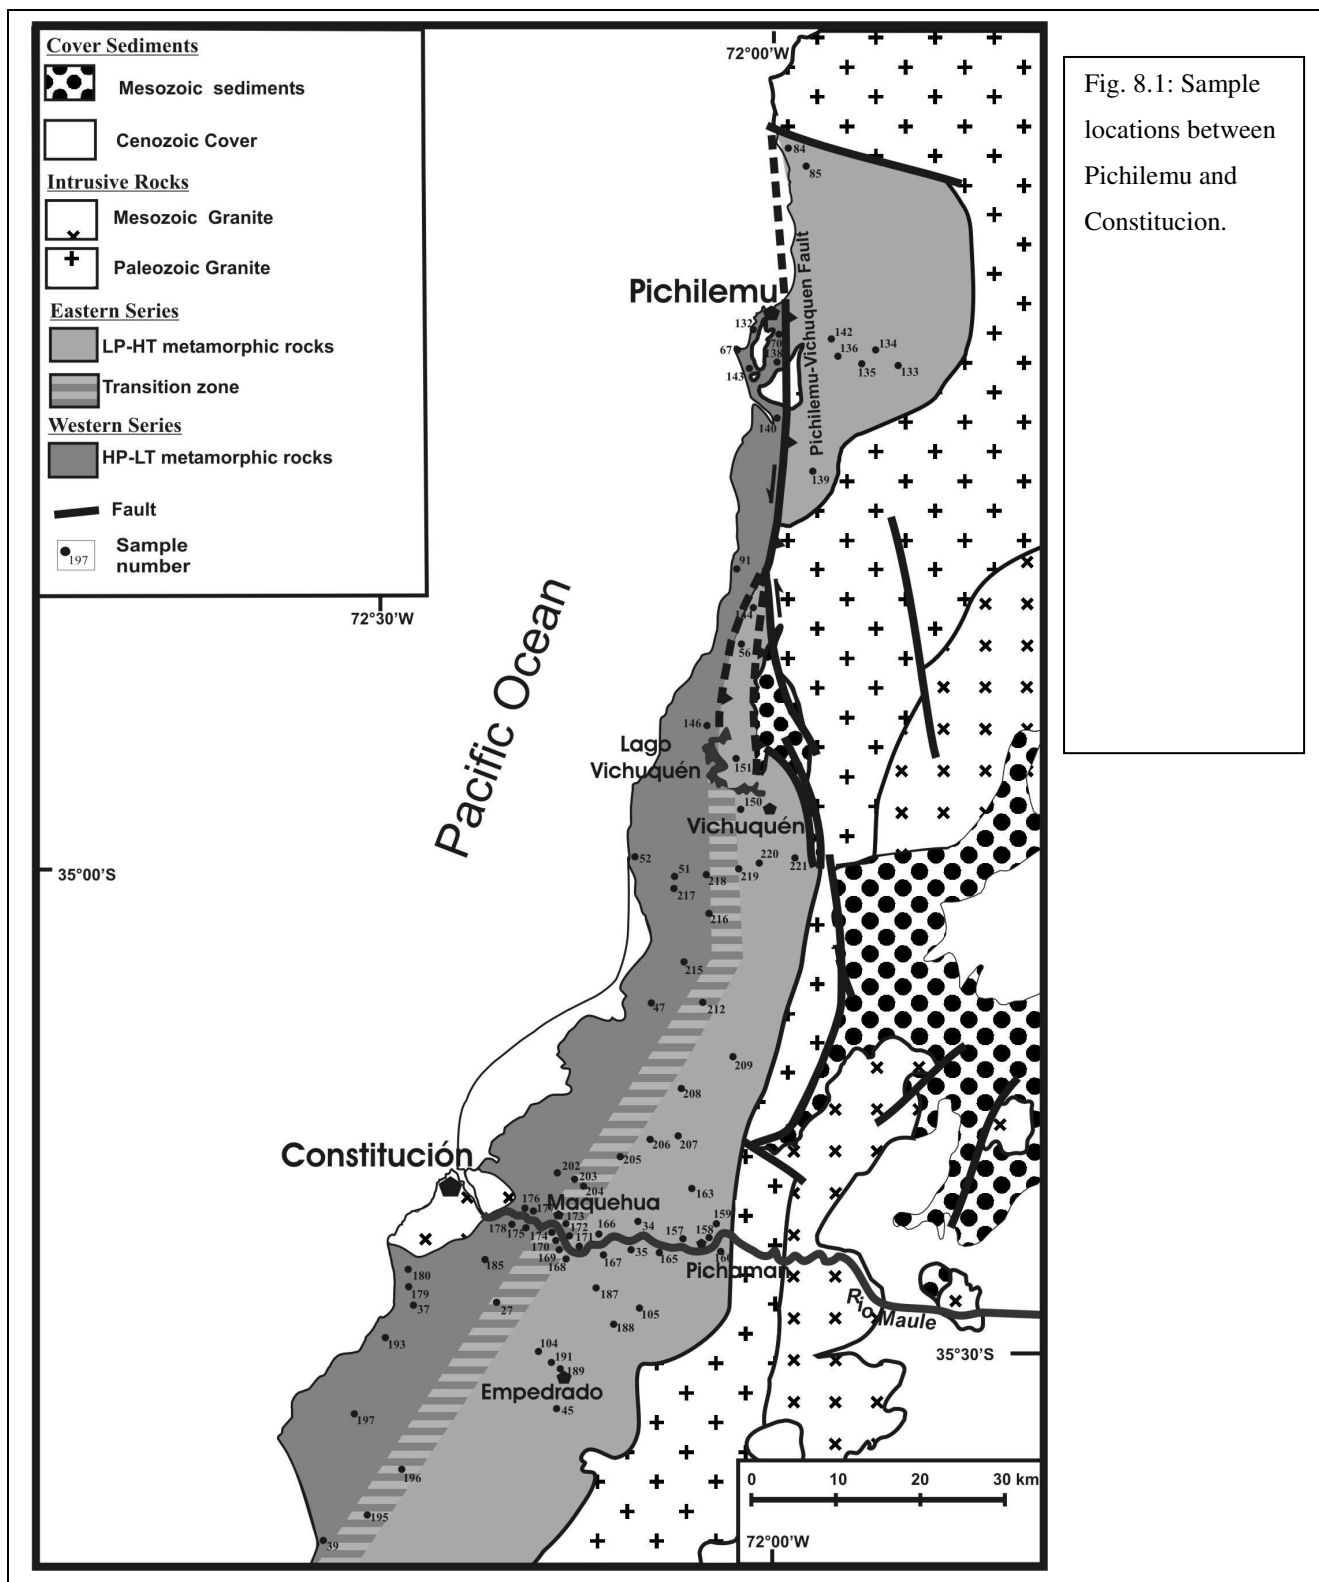 Cover Sediments
Mesozoic sediments
Cenozoic Cover
Intrusive Rocks
Mesozoic Granite
Paleozoic Granite
Eastern Series
LP-HT metamorphic rocks
Transition zone
Western Series
HP-LT metamorphic rocks
Fault
197
Sample
number
Fig. 8.1: Sample
locations between
Pichilemu and
Constitucion.
72°00'W
84
85
Pichilemu-Vichuquen Fault
Pichilemu
132
70
138
67
143
142
136
134
135
133
140
139
91
144
72°30'W
56
Pacific Ocean
146
Lago
Vichuquén
151
150
Vichuquén
52
51
217
218
219
220
221
35°00'S
216
215
47
212
209
208
206
207
205
Constitución
202
203
204
163
Maquehua
176
177
173
178
175
174
172
171
170
169
168
166
34
157
158
159
167
35
165
160
Pichaman
185
180
179
37
27
187
105
188
Rio Maule
193
35°30'S
104
191
189
Empedrado
45
197
196
195
39
0 10 20 30 km
72°00'W